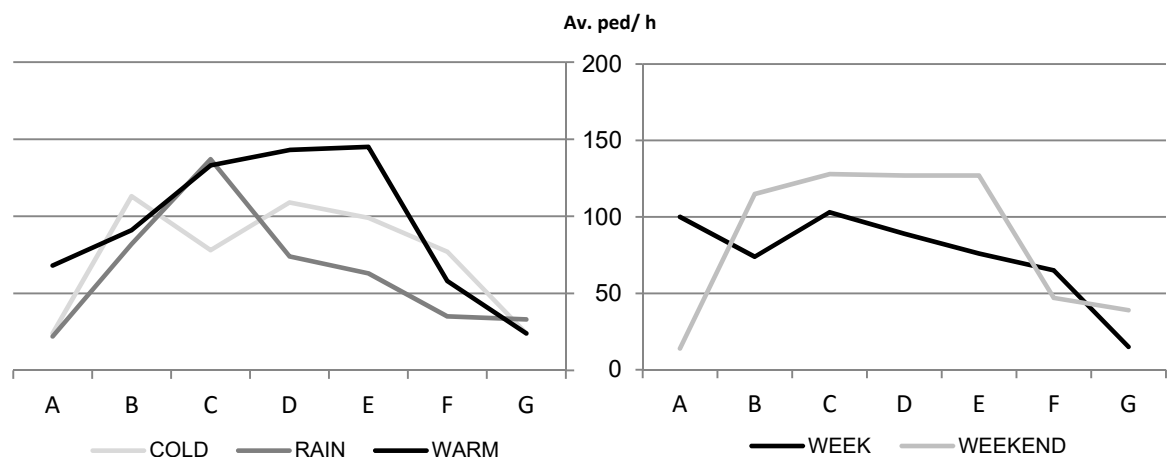 Av. ped/ h
200
150
100
50
0
A B C D E F G
A B C D E F G
COLD RAIN WARM
WEEK WEEKEND